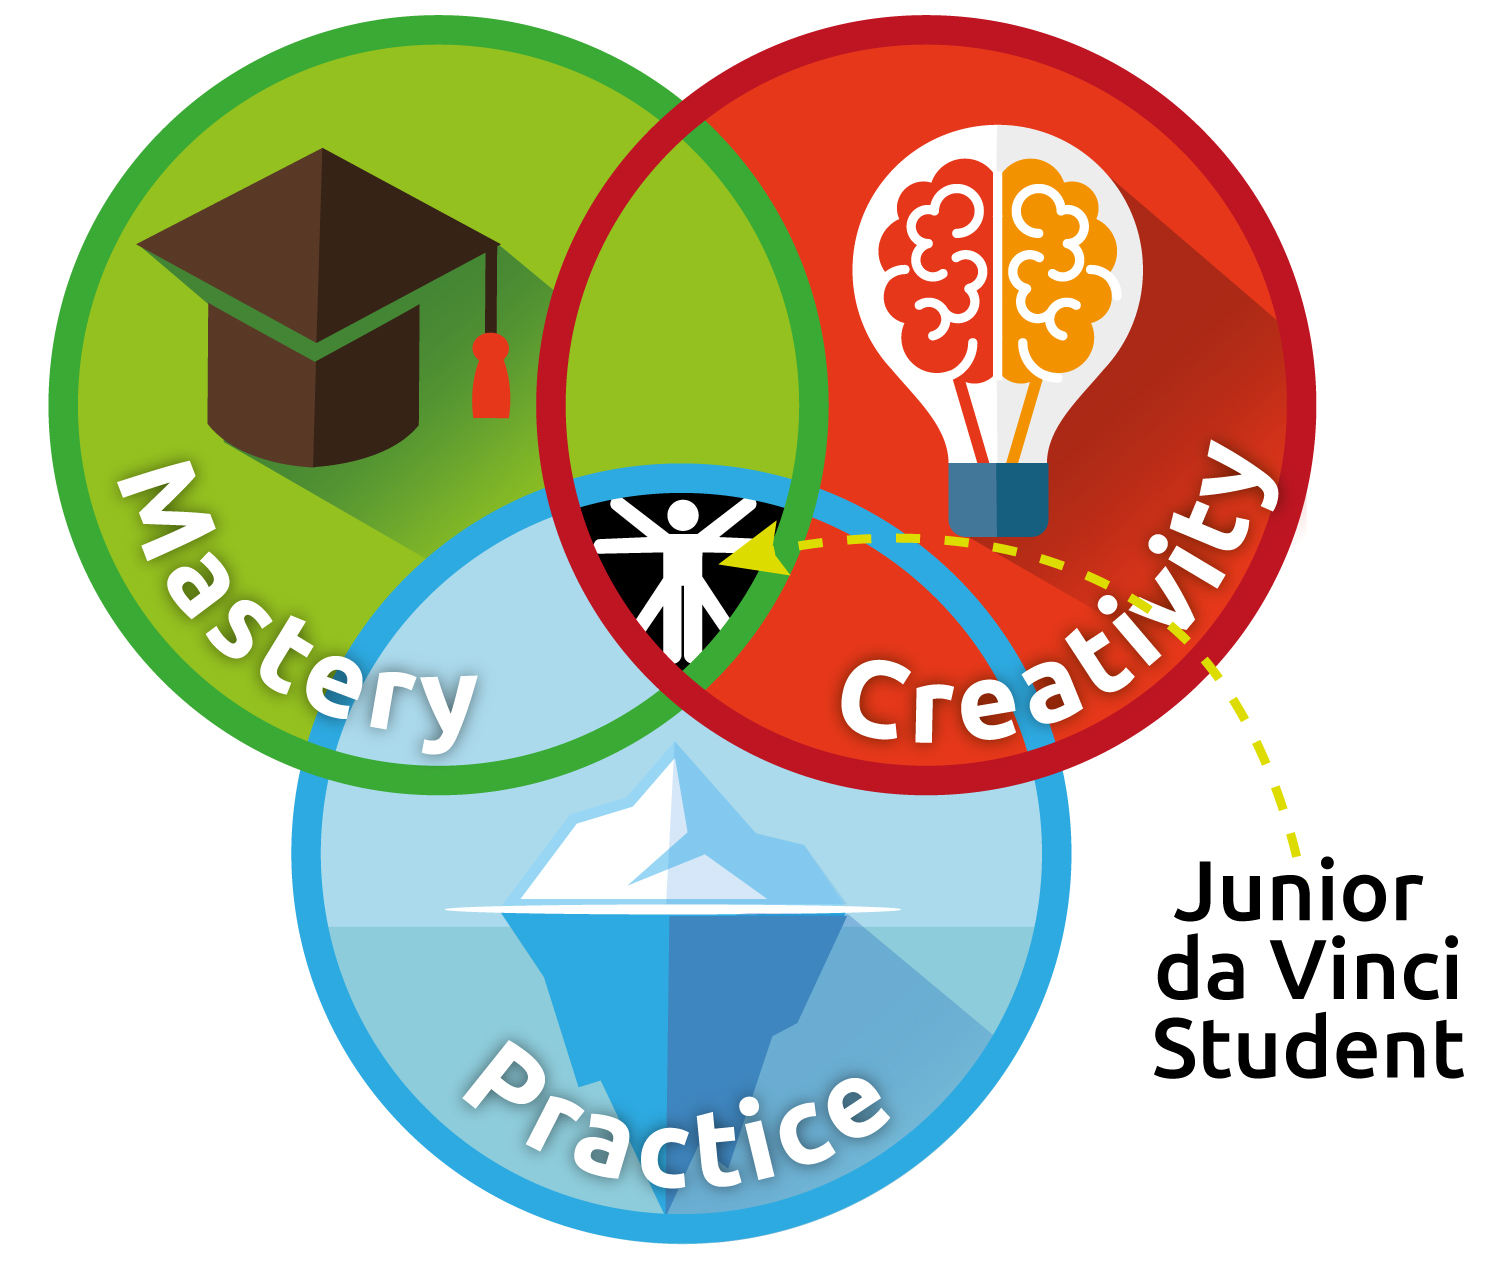 Mastery
Creativity
Practice
Junior
da Vinci
Student